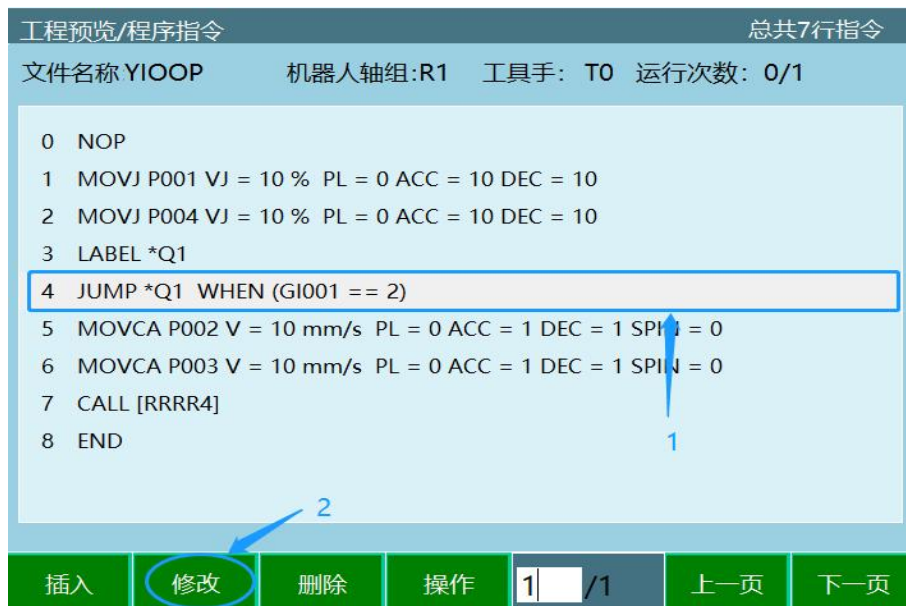 工程预览/程序指令 总共7行指令
文件名称:YIOOP 机器人轴组:R1 工具手: T0 运行次数: 0/1
0 NOP
1 MOVJ P001 VJ = 10 % PL = 0 ACC = 10 DEC = 10
2 MOVJ P004 VJ = 10 % PL = 0 ACC = 10 DEC = 10
3 LABEL *Q1
4 JUMP *Q1 WHEN (GI001 == 2)
5 MOVCA P002 V = 10 mm/s PL = 0 ACC = 1 DEC = 1 SPIN = 0
6 MOVCA P003 V = 10 mm/s PL = 0 ACC = 1 DEC = 1 SPIN = 0
7 CALL [RRRR4]
8 END
1
2
插入 修改 删除 操作 1 /1 上一页 下一页